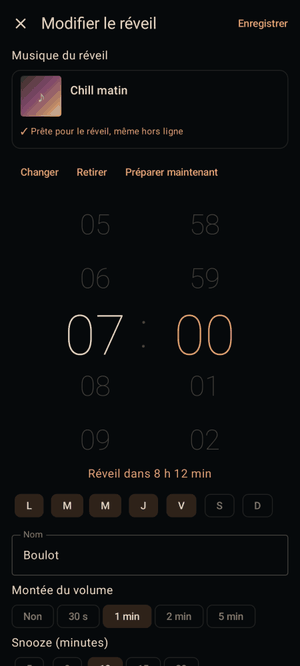 Modifier le réveil
Enregistrer
Musique du réveil
Chill matin
✓ Prête pour le réveil, même hors ligne
Changer Retirer Préparer maintenant
05 58
06 59
07 : 00
08 01
09 02
Réveil dans 8 h 12 min
L M M J V S D
Nom
Boulot
Montée du volume
Non 30 s 1 min 2 min 5 min
Snooze (minutes)